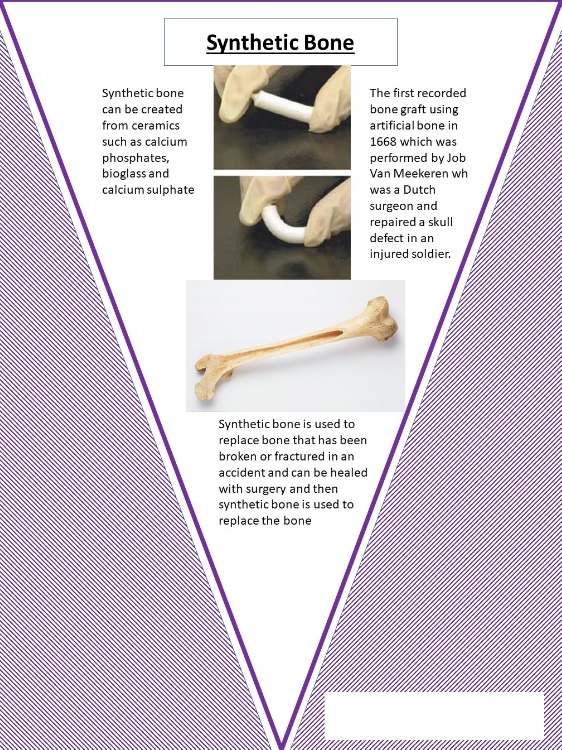 Synthetic Bone
Synthetic bone
can be created
from ceramics
such as calcium
phosphates,
bioglass and
calcium sulphate
The first recorded
bone graft using
artificial bone in
1668 which was
performed by Job
Van Meekeren wh
was a Dutch
surgeon and
repaired a skull
defect in an
injured soldier.
Synthetic bone is used to
replace bone that has been
broken or fractured in an
accident and can be healed
with surgery and then
synthetic bone is used to
replace the bone